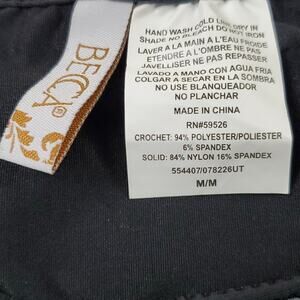 BECCA®
HAND WASH COLD LINE DRY IN
SHADE NO BLEACH DO NOT IRON
LAVER A LA MAIN A L'EAU FROIDE
ETENDRE A L'OMBRE NE PAS
JAVELLISER NE PAS REPASSER
LAVADO A MANO CON AGUA FRIA
COLGAR A SECAR EN LA SOMBRA
NO USE BLANQUEADOR
NO PLANCHAR
MADE IN CHINA
RN#59526
CROCHET: 94% POLYESTER/POLIESTER
6% SPANDEX
SOLID: 84% NYLON 16% SPANDEX
554407/078226UT
M/M